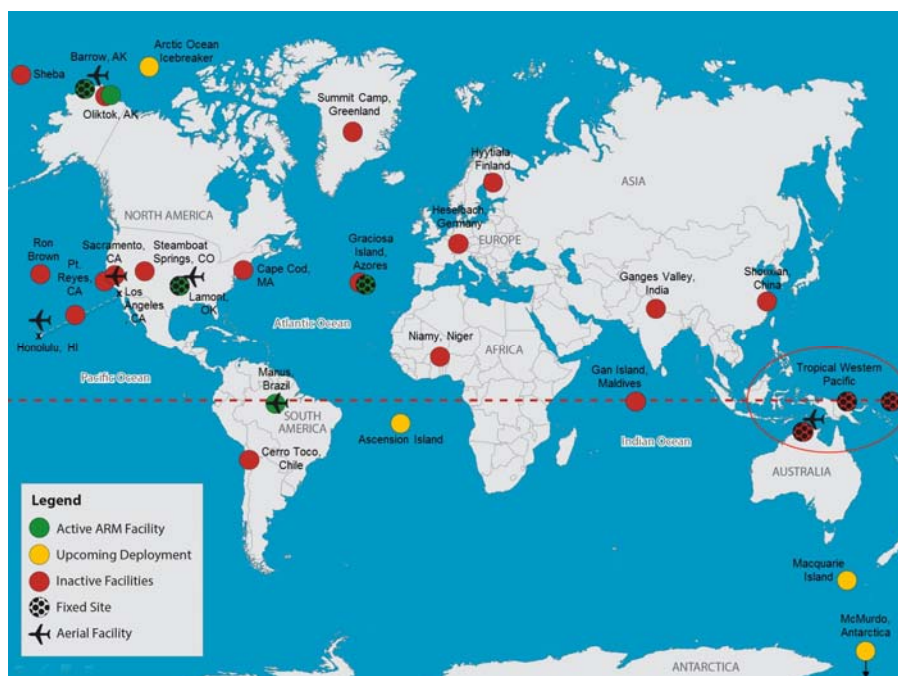 Arctic Ocean
Icebreaker
Barrow, AK
Sheba
Oliktok, AK
Summit Camp,
Greenland
Hyytiala,
Finland
ASIA
NORTH AMERICA
Heselbach,
Germany
EUROPE
Ron
Brown
Pt.
Reyes,
CA
Sacramento,
CA
Steamboat
Springs, CO
Los
Angeles
, CA
Lamont,
OK
Cape Cod,
MA
Graciosa
Island,
Azores
Ganges Valley,
India
Shouxian,
China
Honolulu, HI
Atlantic Ocean
Niamy, Niger
AFRICA
Pacific Ocean
Manus,
Brazil
SOUTH
AMERICA
Ascension Island
Gan Island,
Maldives
Indian Ocean
Tropical Western
Pacific
Cerro Toco,
Chile
AUSTRALIA
Legend
Active ARM Facility
Upcoming Deployment
Inactive Facilities
Fixed Site
Aerial Facility
Macquarie
Island
McMurdo,
Antarctica
ANTARCTICA